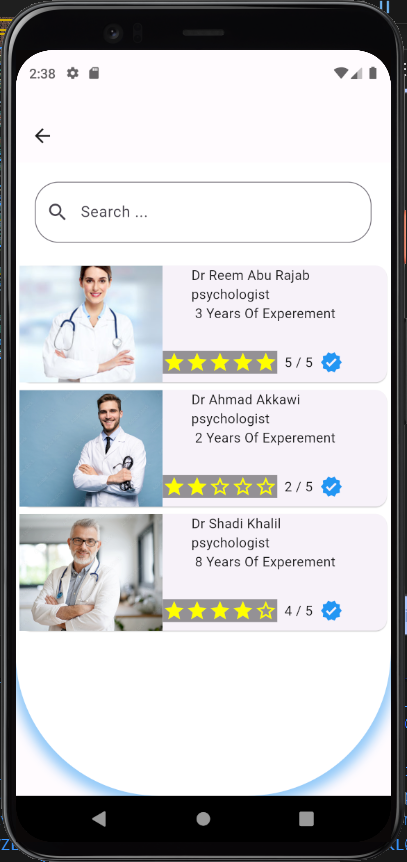 2:38
Search ...
Dr Reem Abu Rajab
psychologist
3 Years Of Experement
5 / 5
Dr Ahmad Akkawi
psychologist
2 Years Of Experement
2 / 5
Dr Shadi Khalil
psychologist
8 Years Of Experement
4 / 5